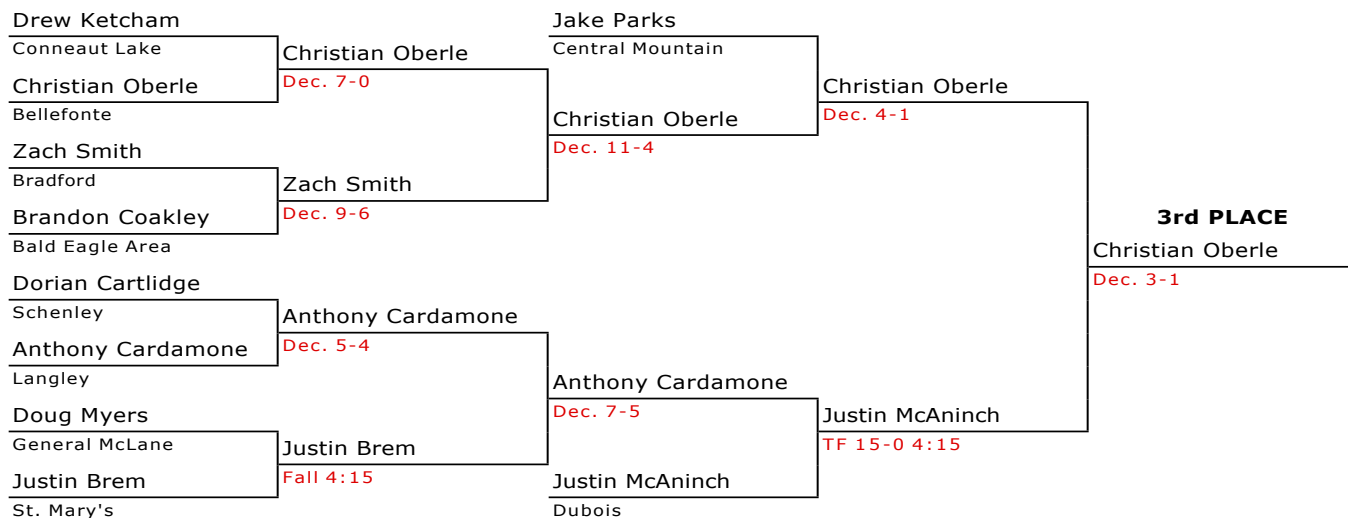 Drew Ketcham
Conneaut Lake
Christian Oberle
Bellefonte
Zach Smith
Bradford
Brandon Coakley
Bald Eagle Area
Dorian Cartlidge
Schenley
Anthony Cardamone
Langley
Doug Myers
General McLane
Justin Brem
St. Mary's
Christian Oberle
Dec. 7-0
Zach Smith
Dec. 9-6
Anthony Cardamone
Dec. 5-4
Justin Brem
Fall 4:15
Jake Parks
Central Mountain
Christian Oberle
Dec. 11-4
Anthony Cardamone
Dec. 7-5
Justin McAninch
Dubois
Christian Oberle
Dec. 4-1
Justin McAninch
TF 15-0 4:15
3rd PLACE
Christian Oberle
Dec. 3-1